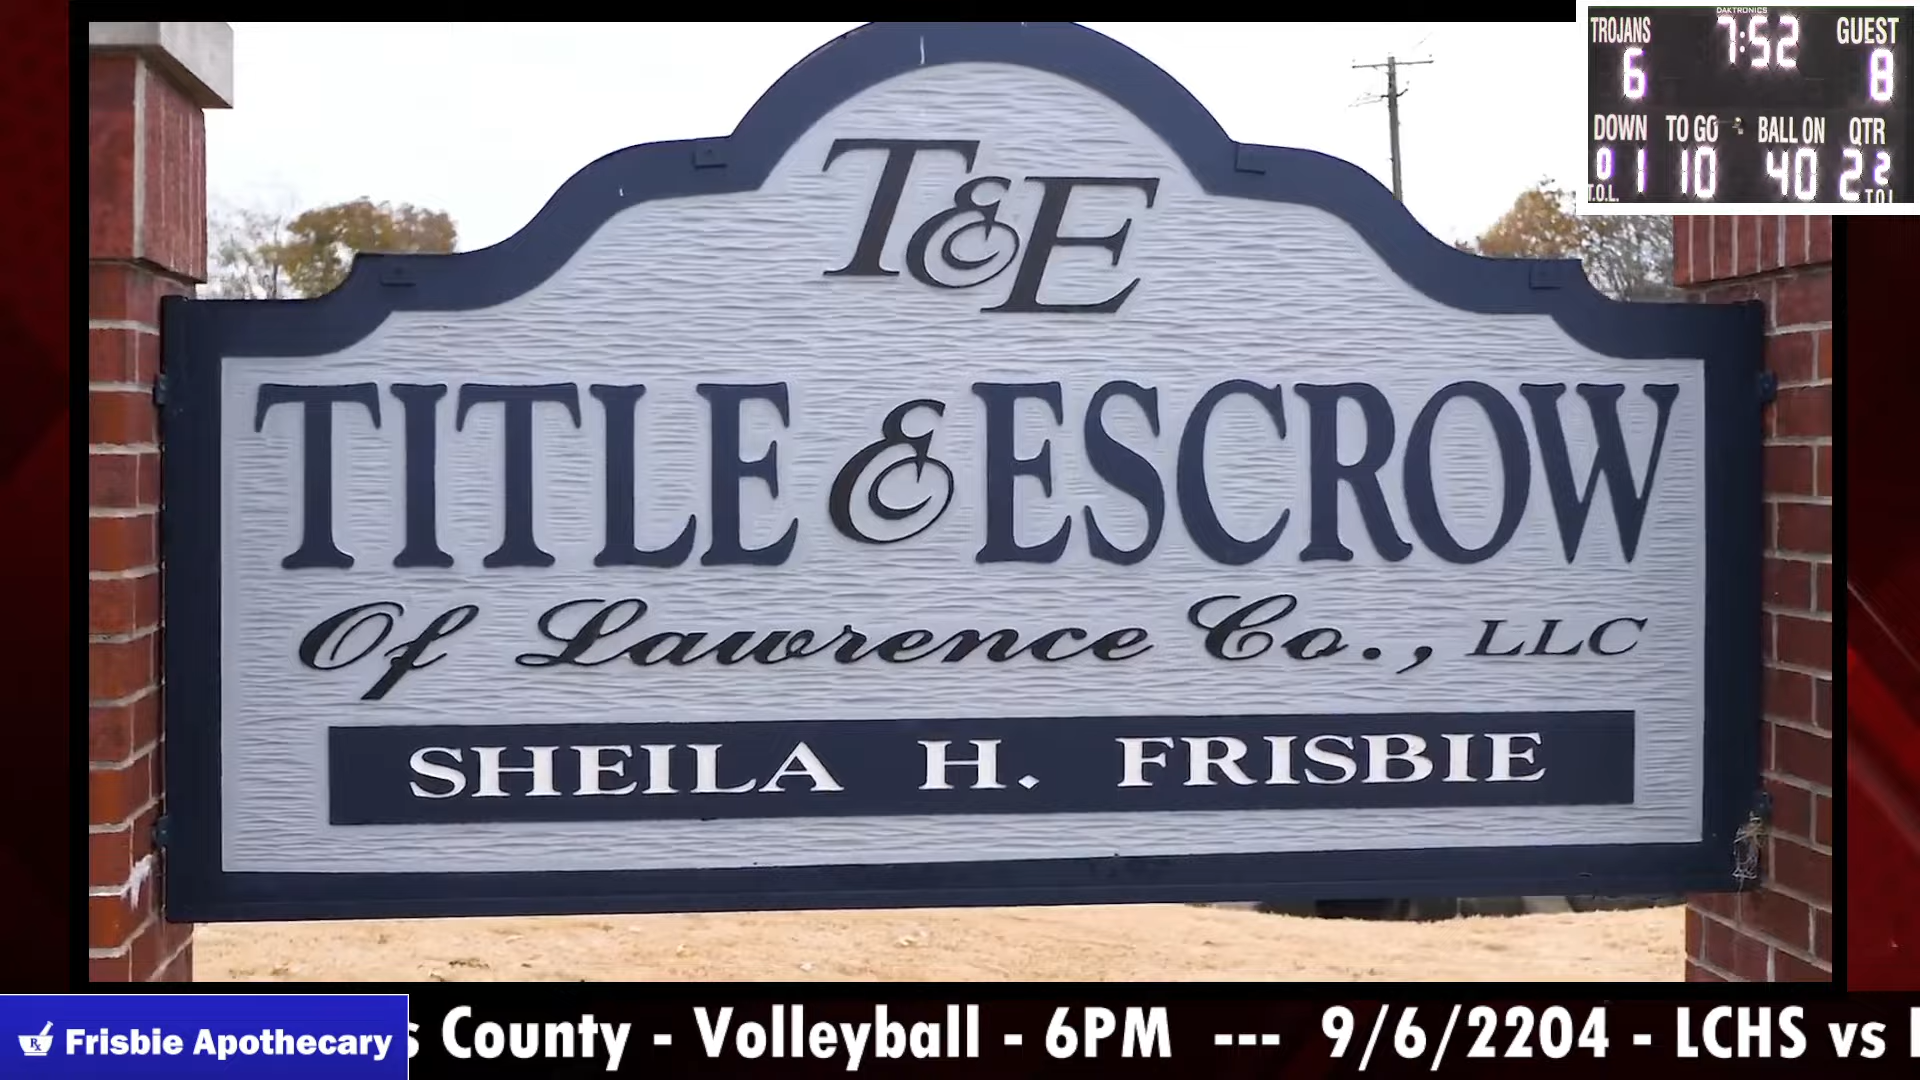 DAKTRONICS
TROJANS 7:52 GUEST
6 8
DOWN TO GO BALL ON QTR
0 1 10 40 2 2
T.O.L.
T&E
TITLE & ESCROW
Of Lawrence Co., LLC
SHEILA H. FRISBIE
Frisbie Apothecary
County - Volleyball - 6PM --- 9/6/2204 - LCHS vs